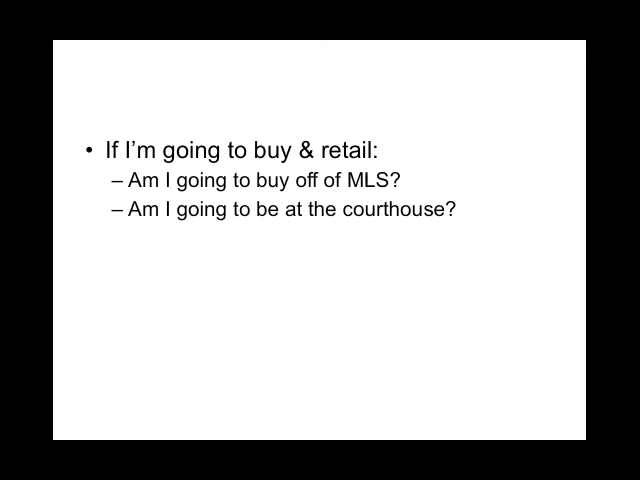 • If I’m going to buy & retail:
– Am I going to buy off of MLS?
– Am I going to be at the courthouse?